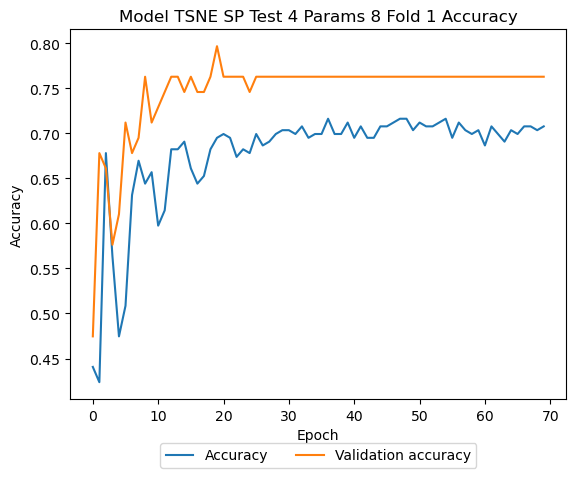 Model TSNE SP Test 4 Params 8 Fold 1 Accuracy
0.80
0.75
0.70
0.65
0.60
0.55
0.50
0.45
Accuracy
0 10 20 30 40 50 60 70
Epoch
Accuracy Validation accuracy